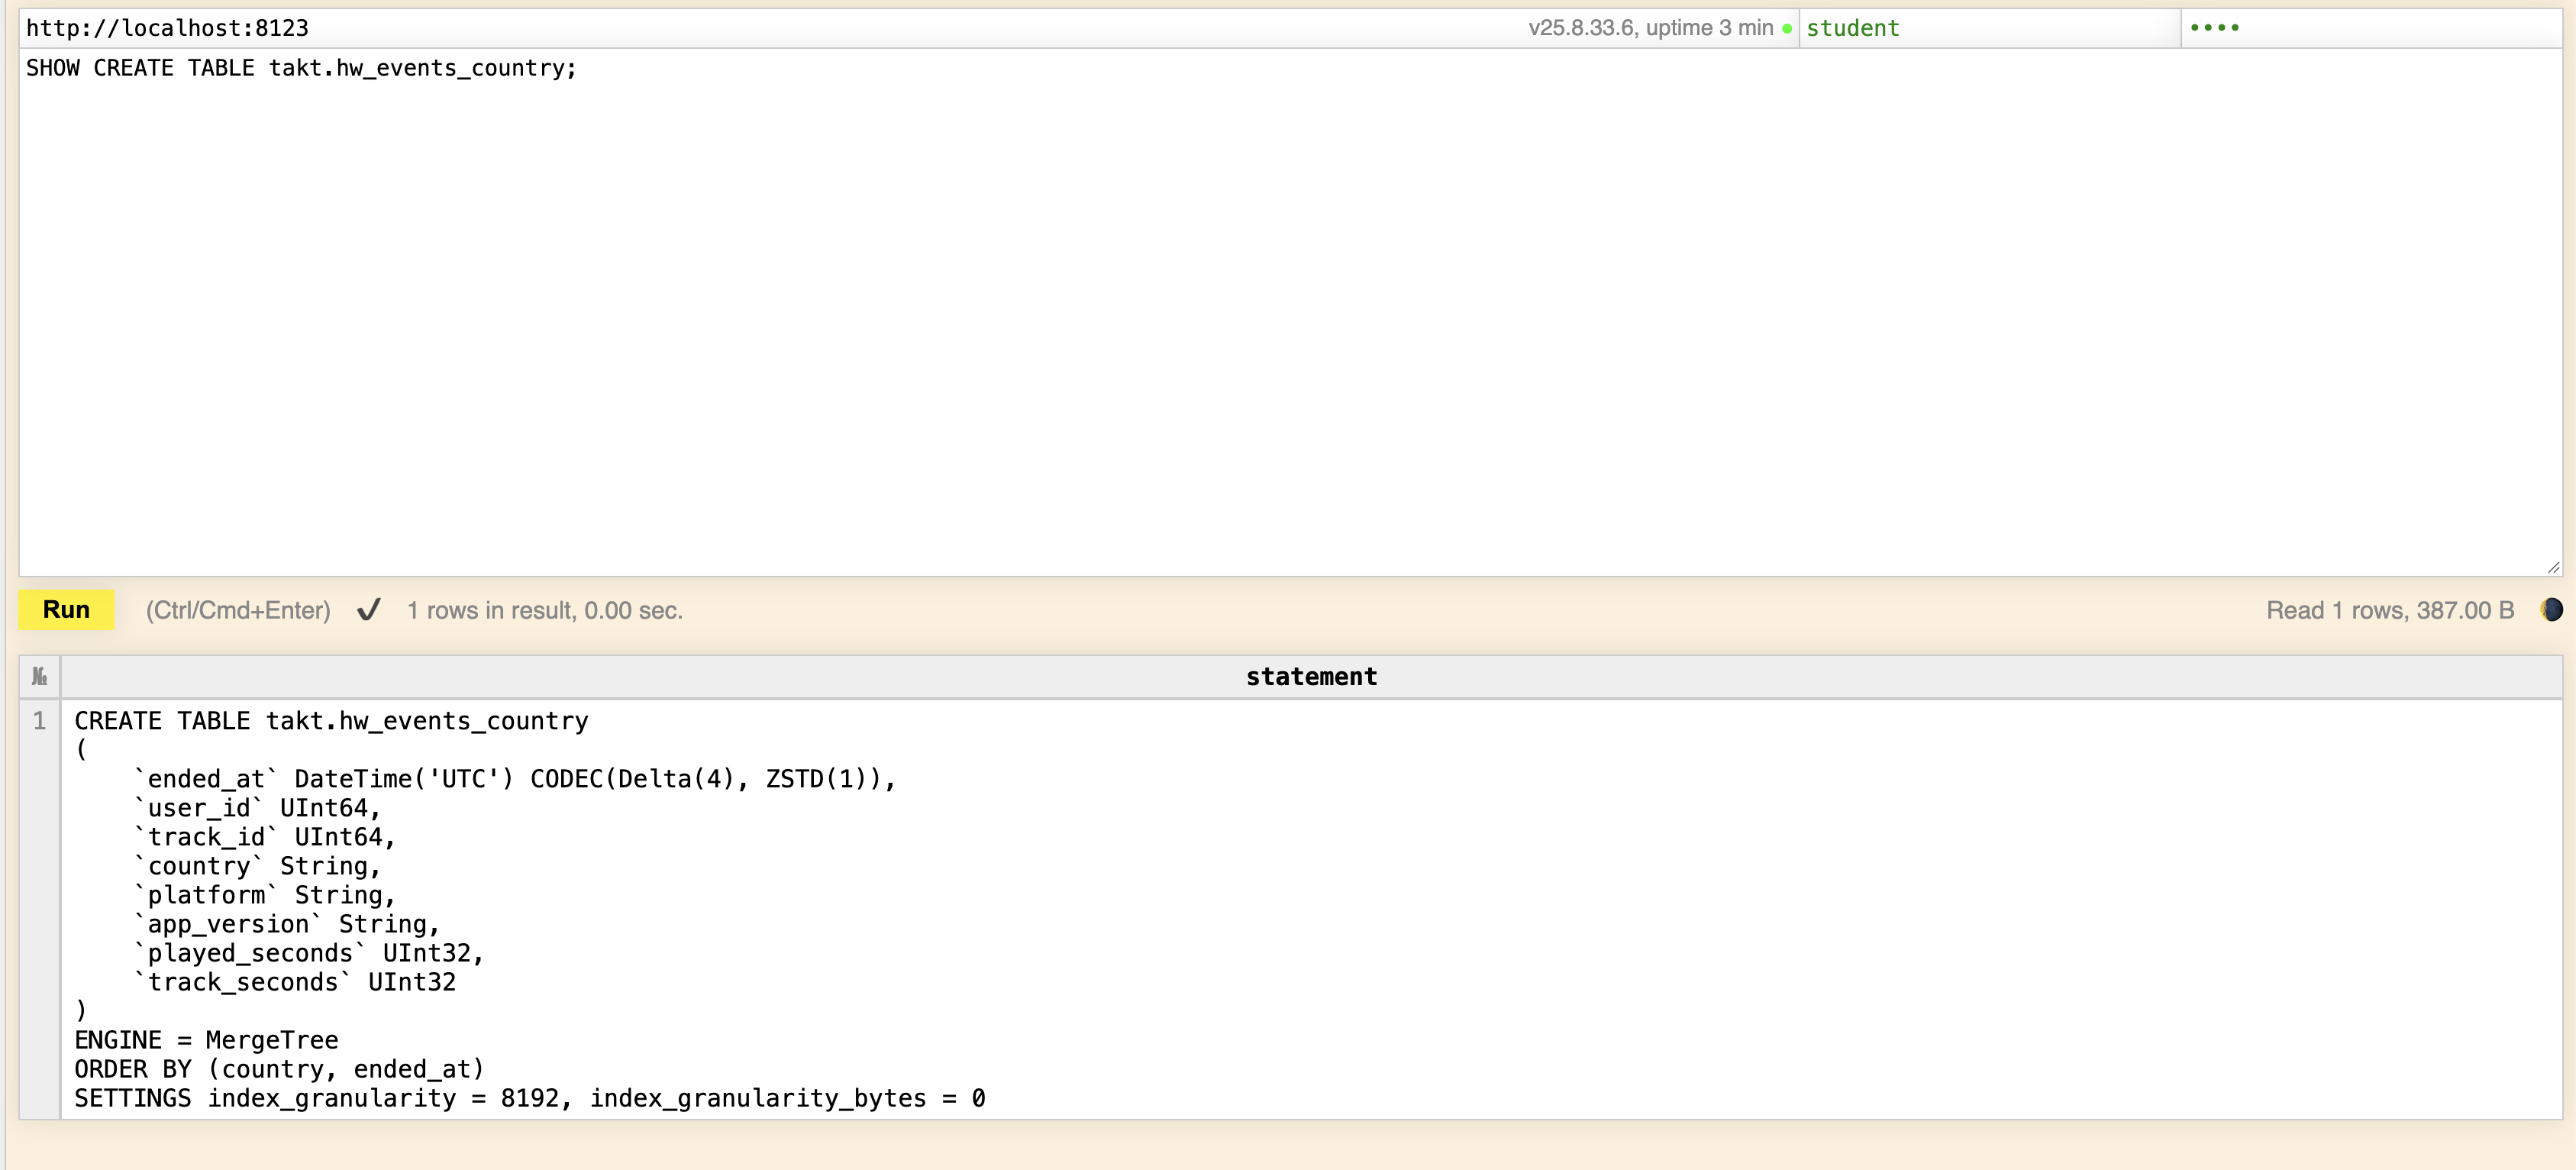 http://localhost:8123 v25.8.33.6, uptime 3 min student ••••
SHOW CREATE TABLE takt.hw_events_country;
Run (Ctrl/Cmd+Enter) ✔ 1 rows in result, 0.00 sec. Read 1 rows, 387.00 B
№ statement
1 CREATE TABLE takt.hw_events_country
(
    `ended_at` DateTime('UTC') CODEC(Delta(4), ZSTD(1)),
    `user_id` UInt64,
    `track_id` UInt64,
    `country` String,
    `platform` String,
    `app_version` String,
    `played_seconds` UInt32,
    `track_seconds` UInt32
)
ENGINE = MergeTree
ORDER BY (country, ended_at)
SETTINGS index_granularity = 8192, index_granularity_bytes = 0